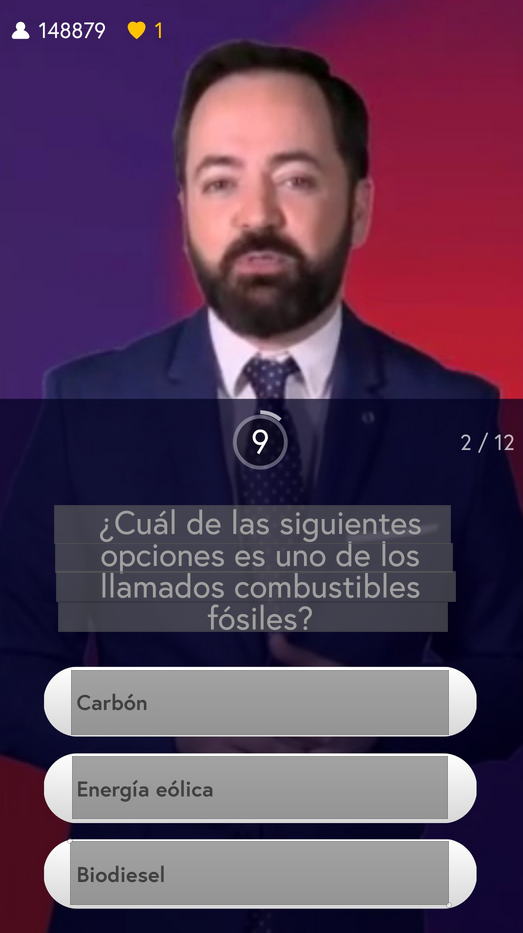 148879 1
9
2 / 12
¿Cuál de las siguientes
opciones es uno de los
llamados combustibles
fósiles?
Carbón
Energía eólica
Biodiesel